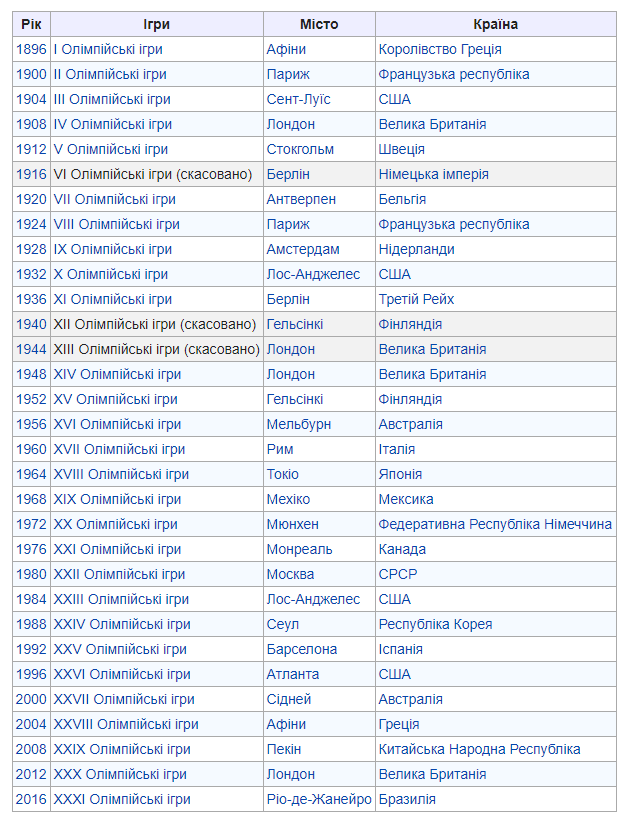 Рік Ігри Місто Країна
1896 I Олімпійські ігри Афіни Королівство Греція
1900 II Олімпійські ігри Париж Французька республіка
1904 III Олімпійські ігри Сент-Луїс США
1908 IV Олімпійські ігри Лондон Велика Британія
1912 V Олімпійські ігри Стокгольм Швеція
1916 VI Олімпійські ігри (скасовано) Берлін Німецька імперія
1920 VII Олімпійські ігри Антверпен Бельгія
1924 VIII Олімпійські ігри Париж Французька республіка
1928 IX Олімпійські ігри Амстердам Нідерланди
1932 X Олімпійські ігри Лос-Анджелес США
1936 XI Олімпійські ігри Берлін Третій Рейх
1940 XII Олімпійські ігри (скасовано) Гельсінкі Фінляндія
1944 XIII Олімпійські ігри (скасовано) Лондон Велика Британія
1948 XIV Олімпійські ігри Лондон Велика Британія
1952 XV Олімпійські ігри Гельсінкі Фінляндія
1956 XVI Олімпійські ігри Мельбурн Австралія
1960 XVII Олімпійські ігри Рим Італія
1964 XVIII Олімпійські ігри Токіо Японія
1968 XIX Олімпійські ігри Мехіко Мексика
1972 XX Олімпійські ігри Мюнхен Федеративна Республіка Німеччина
1976 XXI Олімпійські ігри Монреаль Канада
1980 XXII Олімпійські ігри Москва СРСР
1984 XXIII Олімпійські ігри Лос-Анджелес США
1988 XXIV Олімпійські ігри Сеул Республіка Корея
1992 XXV Олімпійські ігри Барселона Іспанія
1996 XXVI Олімпійські ігри Атланта США
2000 XXVII Олімпійські ігри Сідней Австралія
2004 XXVIII Олімпійські ігри Афіни Греція
2008 XXIX Олімпійські ігри Пекін Китайська Народна Республіка
2012 XXX Олімпійські ігри Лондон Велика Британія
2016 XXXI Олімпійські ігри Ріо-де-Жанейро Бразилія